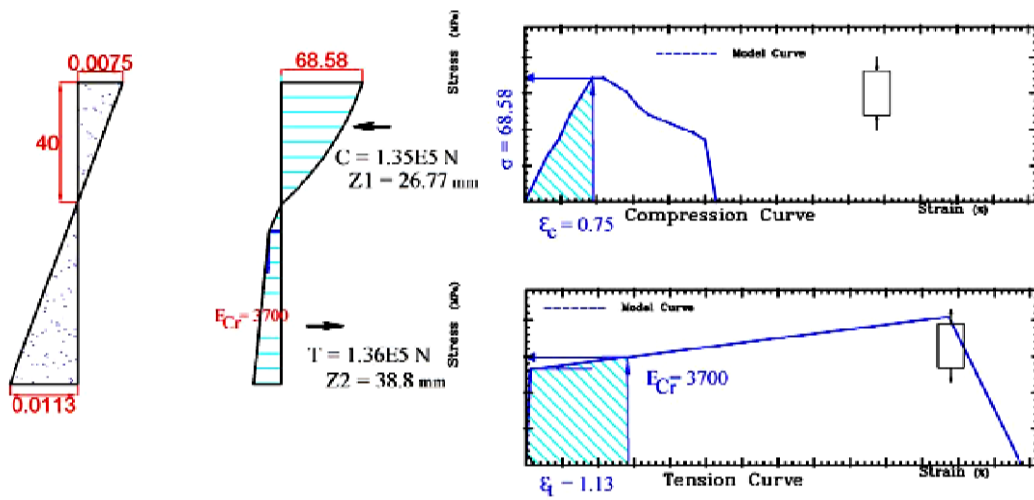 0.0075
40
0.0113
68.58
C = 1.35E5 N
Z1 = 26.77 mm
E_Cr = 3700
T = 1.36E5 N
Z2 = 38.8 mm
Stress (MPa)
Model Curve
σ = 68.58
Compression Curve
Strain (%)
ε_c = 0.75
Stress (MPa)
Model Curve
E_Cr = 3700
Tension Curve
Strain (%)
ε_t = 1.13